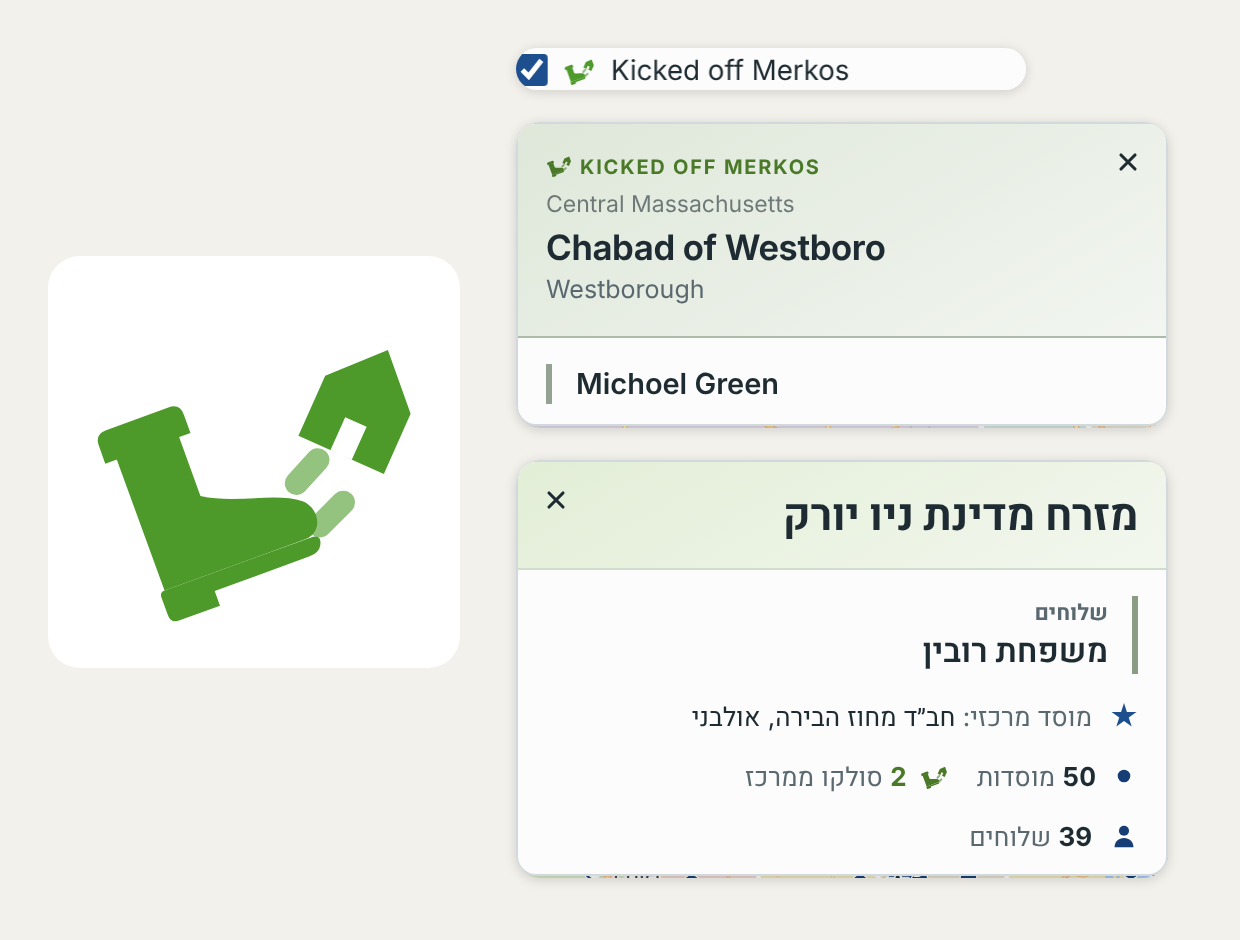 Kicked off Merkos
KICKED OFF MERKOS
Central Massachusetts
Chabad of Westboro
Westborough
Michoel Green
מזרח מדינת ניו יורק
שלוחים
משפחת רובין
מוסד מרכזי: חב״ד מחוז הבירה, אולבני
50 מוסדות 2 סולקו ממרכז
39 שלוחים